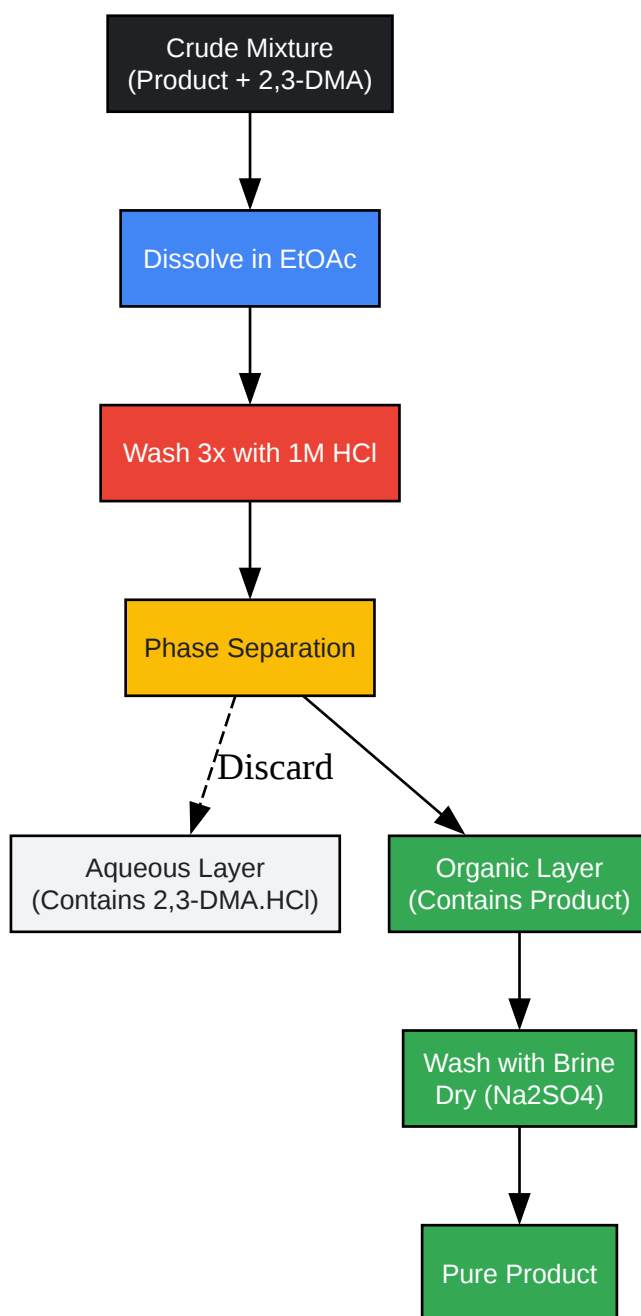 Crude Mixture
(Product + 2,3-DMA)
Dissolve in EtOAc
Wash 3x with 1M HCl
Phase Separation
Discard
Aqueous Layer
(Contains 2,3-DMA.HCl)
Organic Layer
(Contains Product)
Wash with Brine
Dry (Na2SO4)
Pure Product